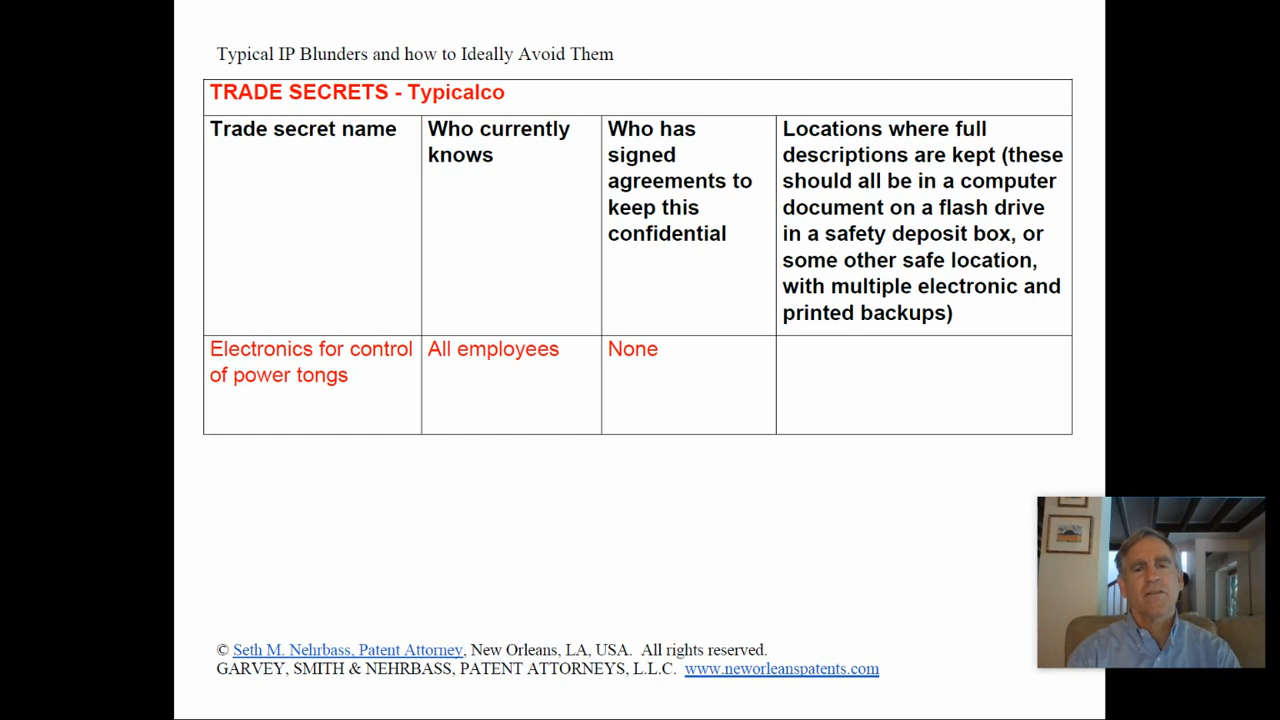 Typical IP Blunders and how to Ideally Avoid Them
TRADE SECRETS - Typicalco
Trade secret name
Who currently
knows
Who has
signed
agreements to
keep this
confidential
Locations where full
descriptions are kept (these
should all be in a computer
document on a flash drive
in a safety deposit box, or
some other safe location,
with multiple electronic and
printed backups)
Electronics for control
of power tongs
All employees
None
© Seth M. Nehrbass, Patent Attorney, New Orleans, LA, USA. All rights reserved.
GARVEY, SMITH & NEHRBASS, PATENT ATTORNEYS, L.L.C. www.neworleanspatents.com